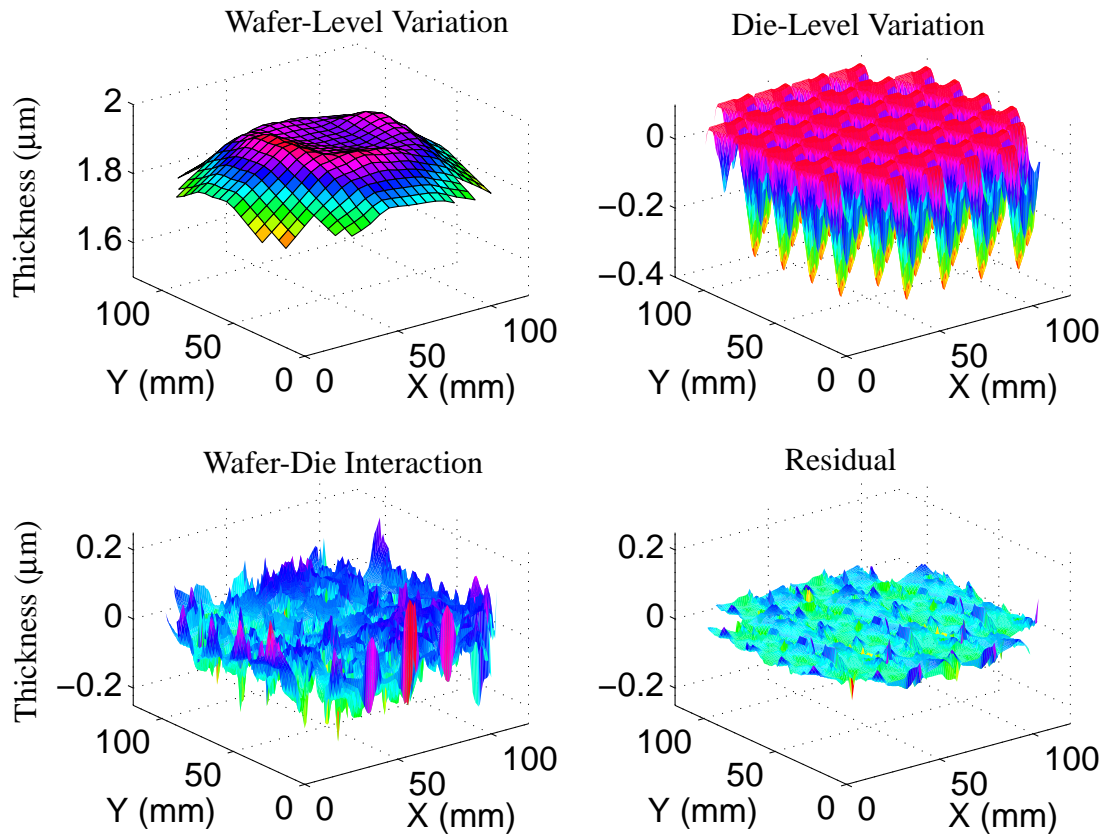 Wafer-Level Variation
Thickness (μm)
2
1.8
1.6
100
50
0
Y (mm)
0
50
100
X (mm)
Die-Level Variation
0
−0.2
−0.4
100
50
0
Y (mm)
0
50
100
X (mm)
Wafer-Die Interaction
Thickness (μm)
0.2
0
−0.2
100
50
0
Y (mm)
0
50
100
X (mm)
Residual
0.2
0
−0.2
100
50
0
Y (mm)
0
50
100
X (mm)